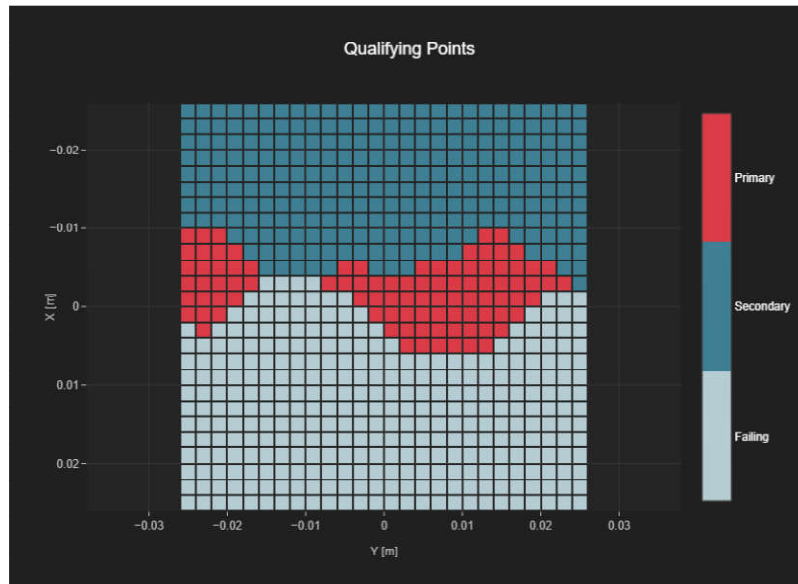 Qualifying Points
Primary
Secondary
Failing
X [m]
−0.02
−0.01
0
0.01
0.02
−0.03
−0.02
−0.01
0
0.01
0.02
0.03
Y [m]